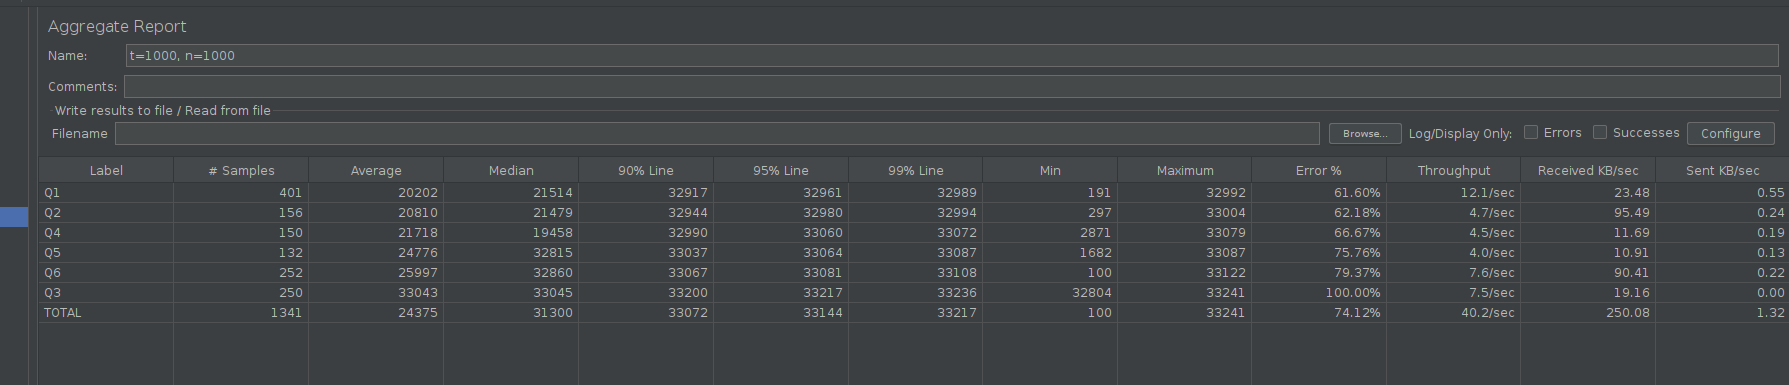 Aggregate Report
Name: t=1000, n=1000
Comments:
Write results to file / Read from file
Filename Browse... Log/Display Only: Errors Successes Configure
Label # Samples Average Median 90% Line 95% Line 99% Line Min Maximum Error % Throughput Received KB/sec Sent KB/sec
Q1 401 20202 21514 32917 32961 32989 191 32992 61.60% 12.1/sec 23.48 0.55
Q2 156 20810 21479 32944 32980 32994 297 33004 62.18% 4.7/sec 95.49 0.24
Q4 150 21718 19458 32990 33060 33072 2871 33079 66.67% 4.5/sec 11.69 0.19
Q5 132 24776 32815 33037 33064 33087 1682 33087 75.76% 4.0/sec 10.91 0.13
Q6 252 25997 32860 33067 33081 33108 100 33122 79.37% 7.6/sec 90.41 0.22
Q3 250 33043 33045 33200 33217 33236 32804 33241 100.00% 7.5/sec 19.16 0.00
TOTAL 1341 24375 31300 33072 33144 33217 100 33241 74.12% 40.2/sec 250.08 1.32